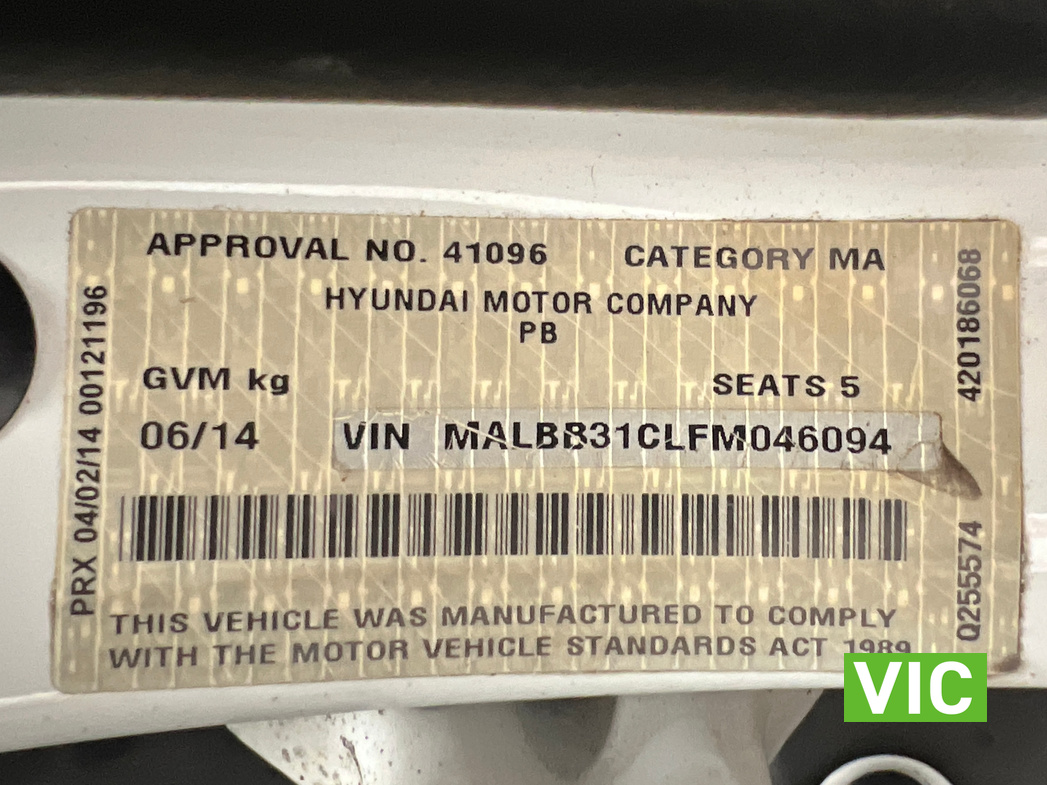 APPROVAL NO. 41096 CATEGORY MA
HYUNDAI MOTOR COMPANY
PB
GVM kg SEATS 5
06/14 VIN MALBB31CLFM046094
THIS VEHICLE WAS MANUFACTURED TO COMPLY
WITH THE MOTOR VEHICLE STANDARDS ACT 1989
PRX 04/02/14 00121196
420186068
Q255574
VIC